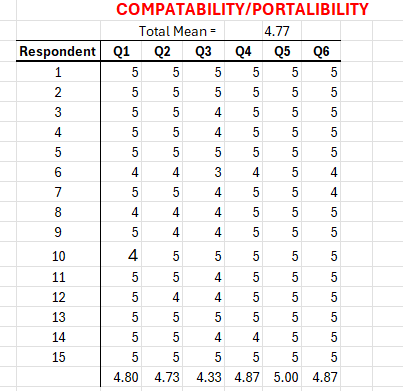 COMPATABILITY/PORTALIBILITY
Total Mean = 4.77
Respondent Q1 Q2 Q3 Q4 Q5 Q6
1 5 5 5 5 5 5
2 5 5 5 5 5 5
3 5 5 4 5 5 5
4 5 5 4 5 5 5
5 5 5 5 5 5 5
6 4 4 3 4 5 4
7 5 5 4 5 5 4
8 4 4 4 5 5 5
9 5 4 4 5 5 5
10 4 5 5 5 5 5
11 5 5 4 5 5 5
12 5 4 4 5 5 5
13 5 5 5 5 5 5
14 5 5 4 4 5 5
15 5 5 5 5 5 5
4.80 4.73 4.33 4.87 5.00 4.87